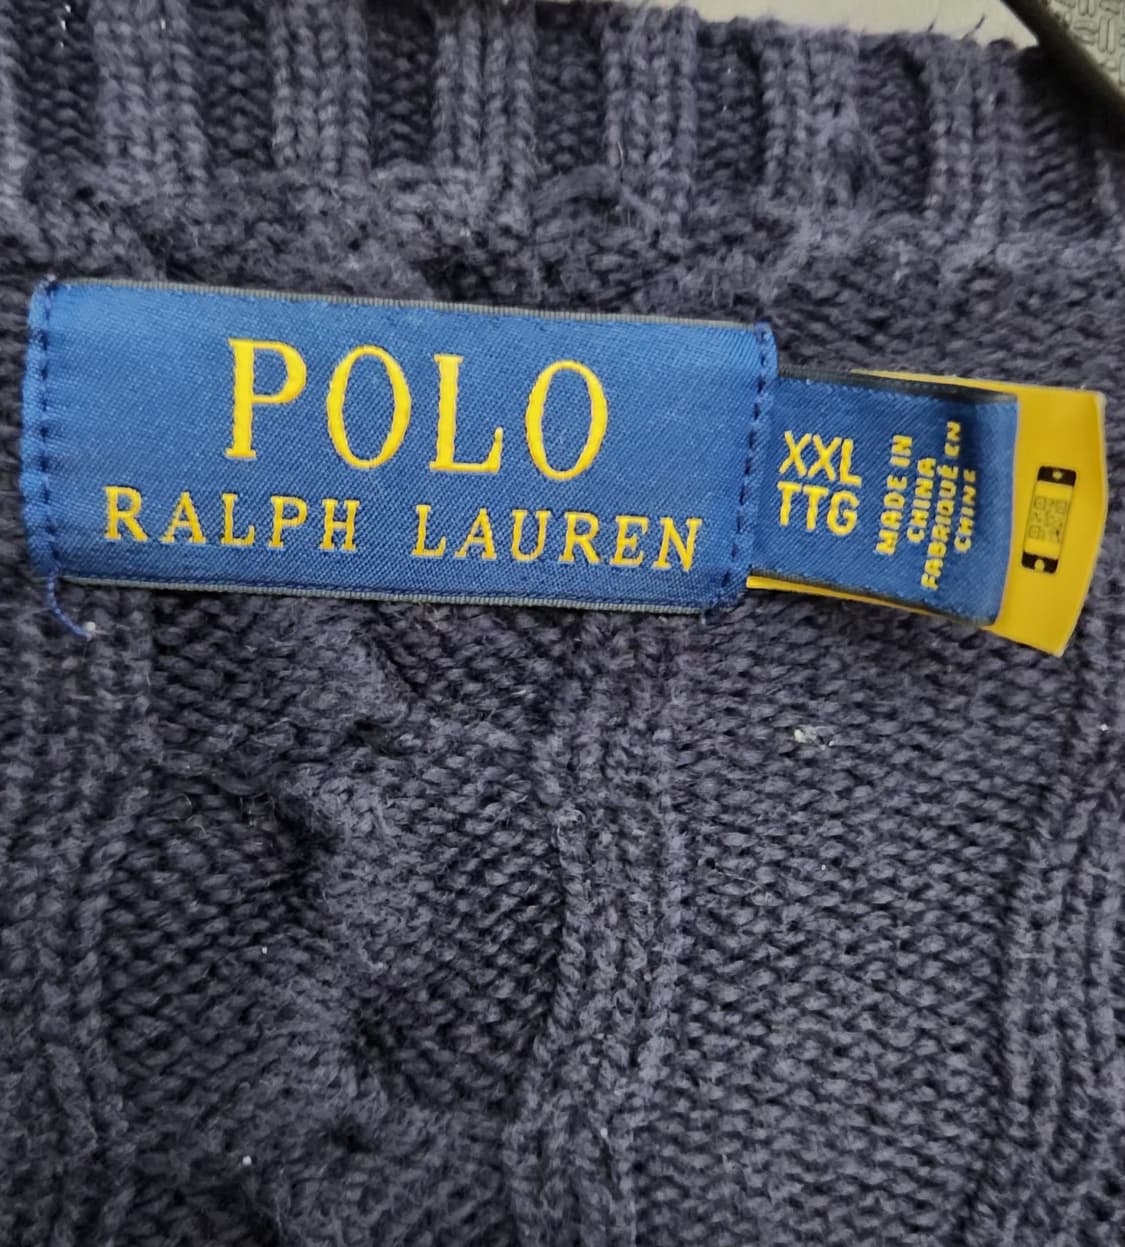 POLO
RALPH LAUREN
XXL
TTG
MADE IN
CHINA
FABRIQUÉ EN
CHINE